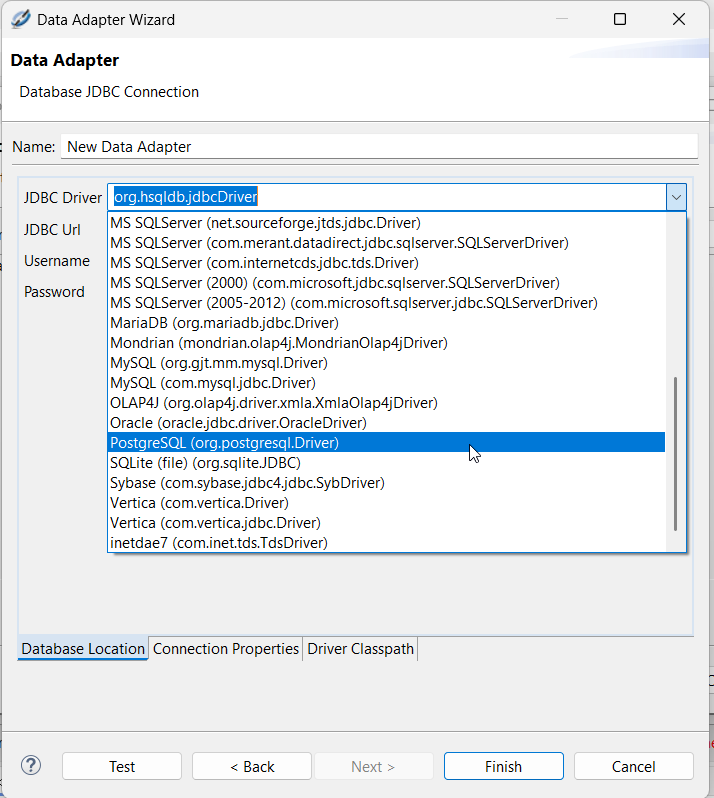 Data Adapter Wizard
Data Adapter
Database JDBC Connection
Name: New Data Adapter
JDBC Driver org.hsqldb.jdbcDriver
JDBC Url
Username
Password
MS SQLServer (net.sourceforge.jtds.jdbc.Driver)
MS SQLServer (com.merant.datadirect.jdbc.sqlserver.SQLServerDriver)
MS SQLServer (com.internetcds.jdbc.tds.Driver)
MS SQLServer (2000) (com.microsoft.jdbc.sqlserver.SQLServerDriver)
MS SQLServer (2005-2012) (com.microsoft.sqlserver.jdbc.SQLServerDriver)
MariaDB (org.mariadb.jdbc.Driver)
Mondrian (mondrian.olap4j.MondrianOlap4jDriver)
MySQL (org.gjt.mm.mysql.Driver)
MySQL (com.mysql.jdbc.Driver)
OLAP4J (org.olap4j.driver.xmla.XmlaOlap4jDriver)
Oracle (oracle.jdbc.driver.OracleDriver)
PostgreSQL (org.postgresql.Driver)
SQLite (file) (org.sqlite.JDBC)
Sybase (com.sybase.jdbc4.jdbc.SybDriver)
Vertica (com.vertica.Driver)
Vertica (com.vertica.jdbc.Driver)
inetdae7 (com.inet.tds.TdsDriver)
Database Location Connection Properties Driver Classpath
? Test < Back Next > Finish Cancel